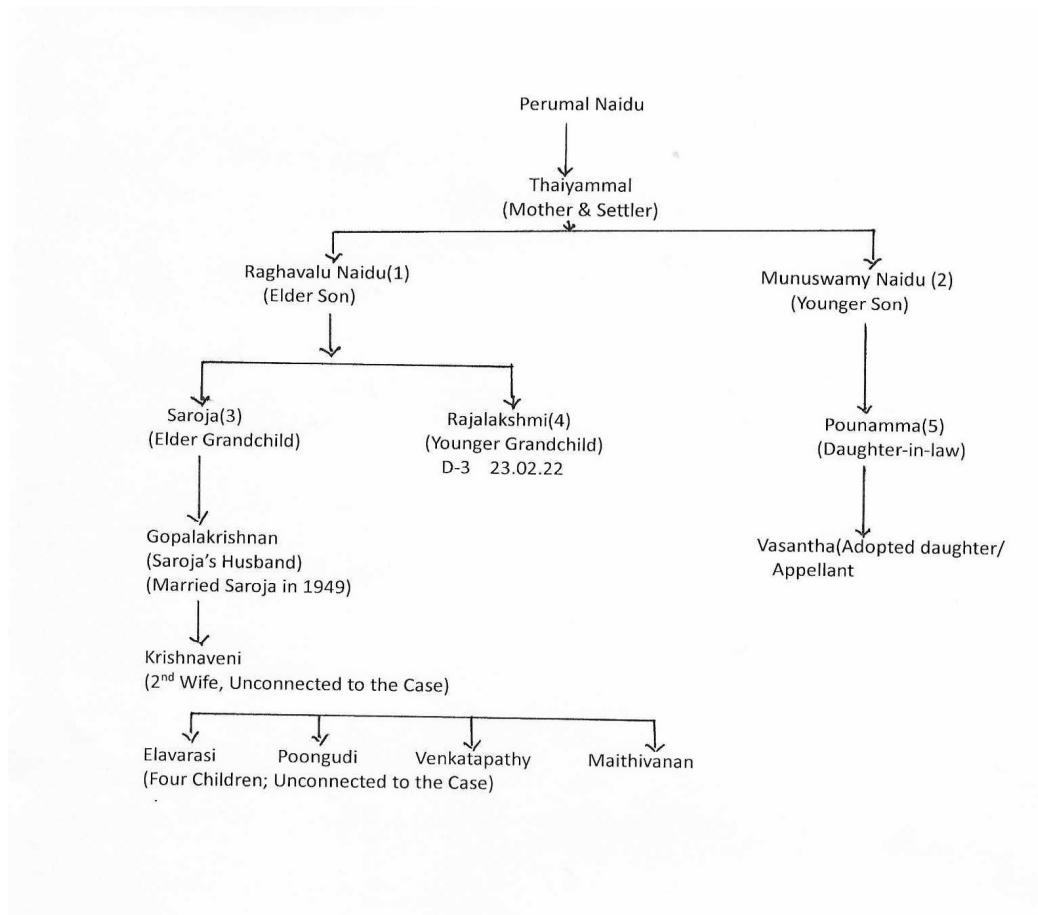 Perumal Naidu
Thaiyammal
(Mother & Settler)
Raghavalu Naidu(1)
(Elder Son)
Munuswamy Naidu (2)
(Younger Son)
Saroja(3)
(Elder Grandchild)
Rajalakshmi(4)
(Younger Grandchild)
D-3 23.02.22
Pounamma(5)
(Daughter-in-law)
Gopalakrishnan
(Saroja's Husband)
(Married Saroja in 1949)
Vasantha(Adopted daughter/
Appellant
Krishnaveni
(2nd Wife, Unconnected to the Case)
Elavarasi Poongudi Venkatapathy Maithivanan
(Four Children; Unconnected to the Case)